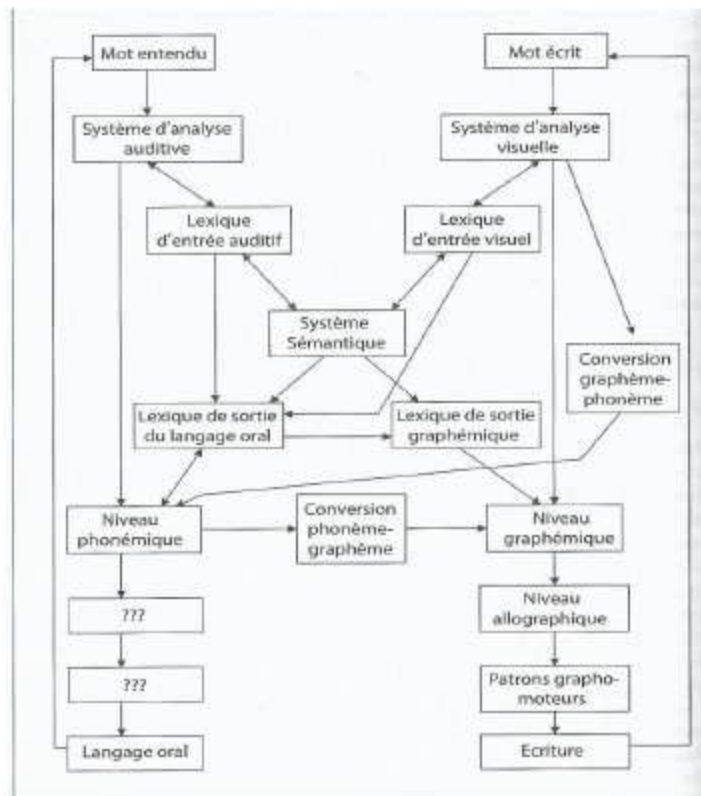 Mot entendu
Mot écrit
Système d'analyse
auditive
Système d'analyse
visuelle
Lexique
d'entrée auditif
Lexique
d'entrée visuel
Système
Sémantique
Conversion
graphème-
phonème
Lexique de sortie
du langage oral
Lexique de sortie
graphémique
Niveau
phonémique
Conversion
phonème-
graphème
Niveau
graphémique
???
Niveau
allographique
???
Patrons grapho-
moteurs
Langage oral
Ecriture